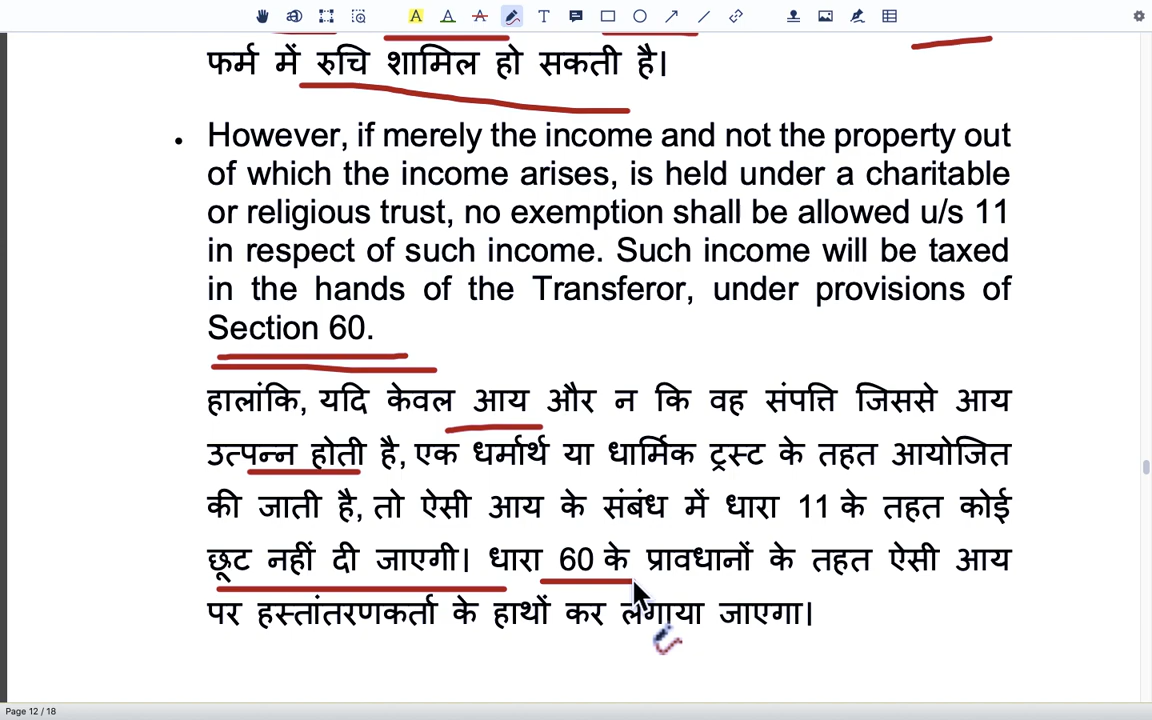 फर्म में रुचि शामिल हो सकती है।
• However, if merely the income and not the property out
of which the income arises, is held under a charitable
or religious trust, no exemption shall be allowed u/s 11
in respect of such income. Such income will be taxed
in the hands of the Transferor, under provisions of
Section 60.
हालांकि, यदि केवल आय और न कि वह संपत्ति जिससे आय
उत्पन्न होती है, एक धर्मार्थ या धार्मिक ट्रस्ट के तहत आयोजित
की जाती है, तो ऐसी आय के संबंध में धारा 11 के तहत कोई
छूट नहीं दी जाएगी। धारा 60 के प्रावधानों के तहत ऐसी आय
पर हस्तांतरणकर्ता के हाथों कर लगाया जाएगा।
Page 12 / 18